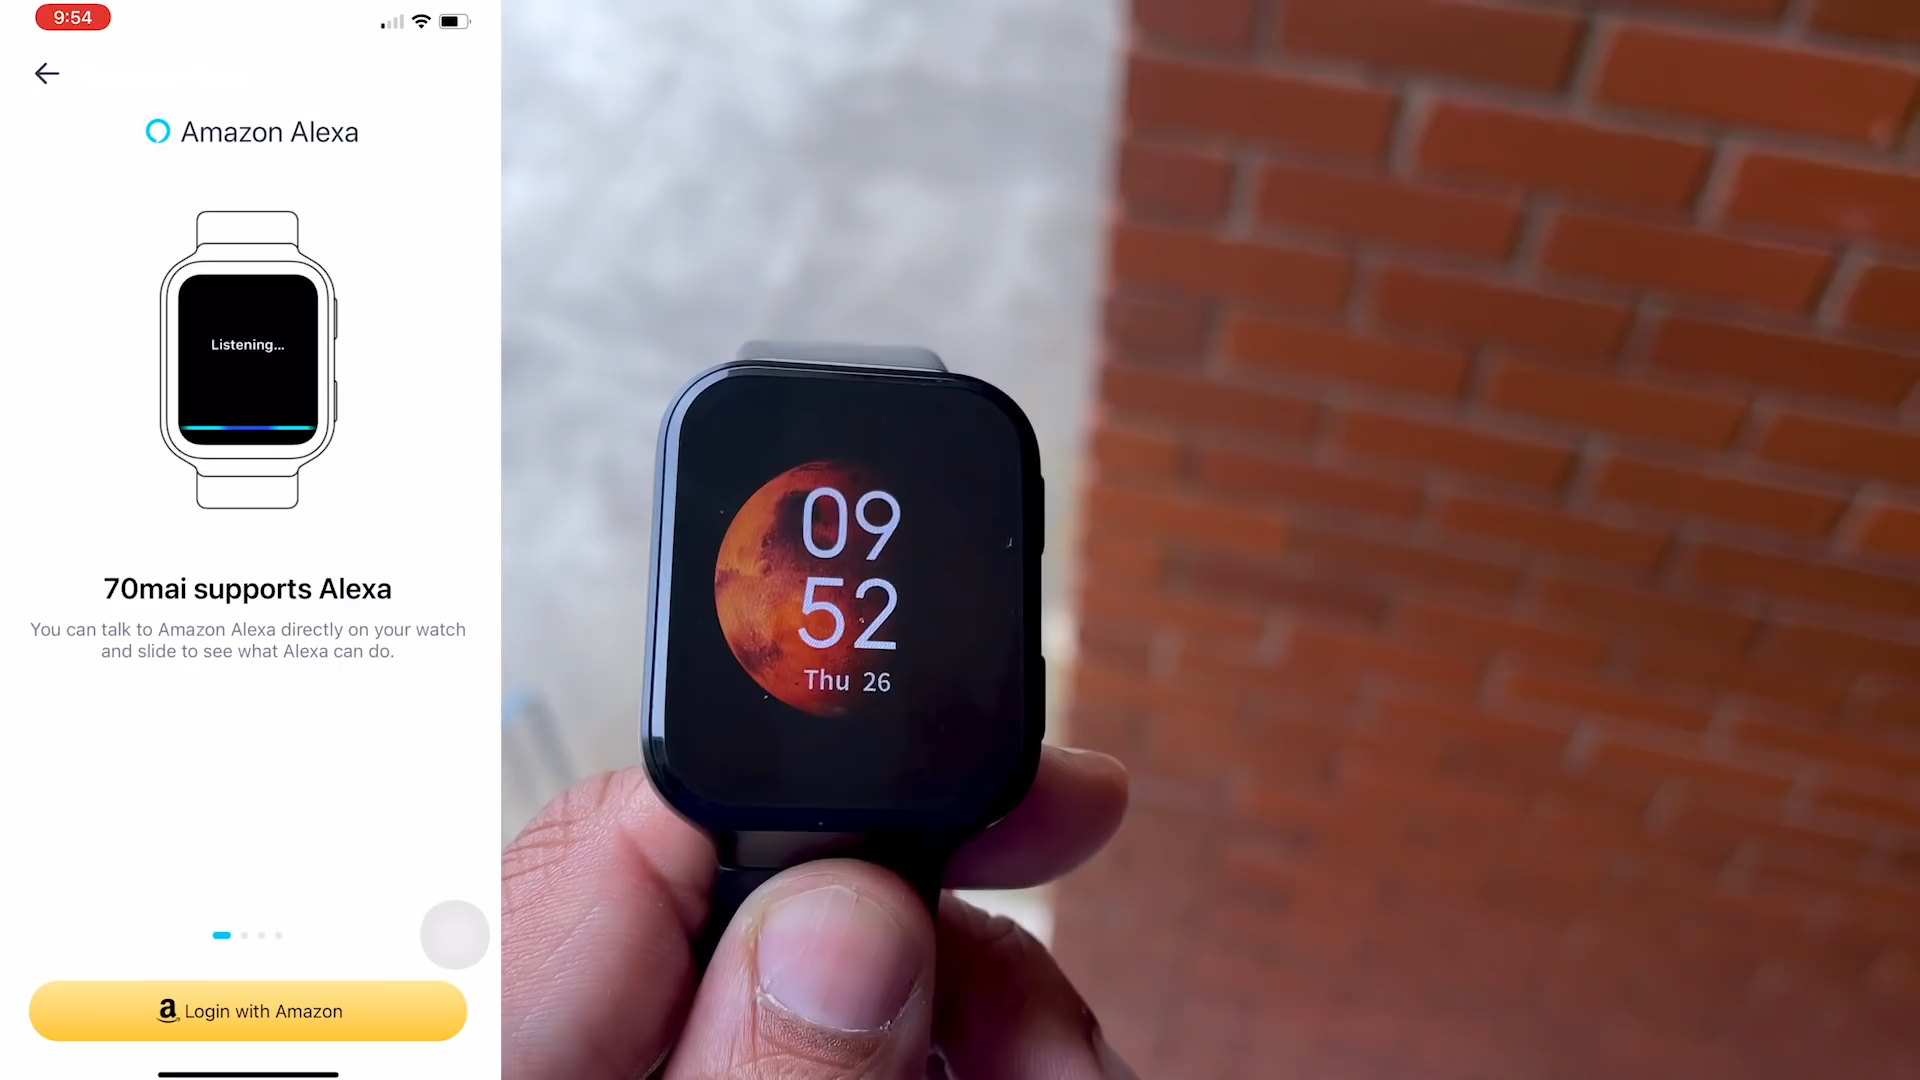 9:54
Amazon Alexa
Listening...
70mai supports Alexa
You can talk to Amazon Alexa directly on your watch
and slide to see what Alexa can do.
a Login with Amazon
09
52
Thu 26